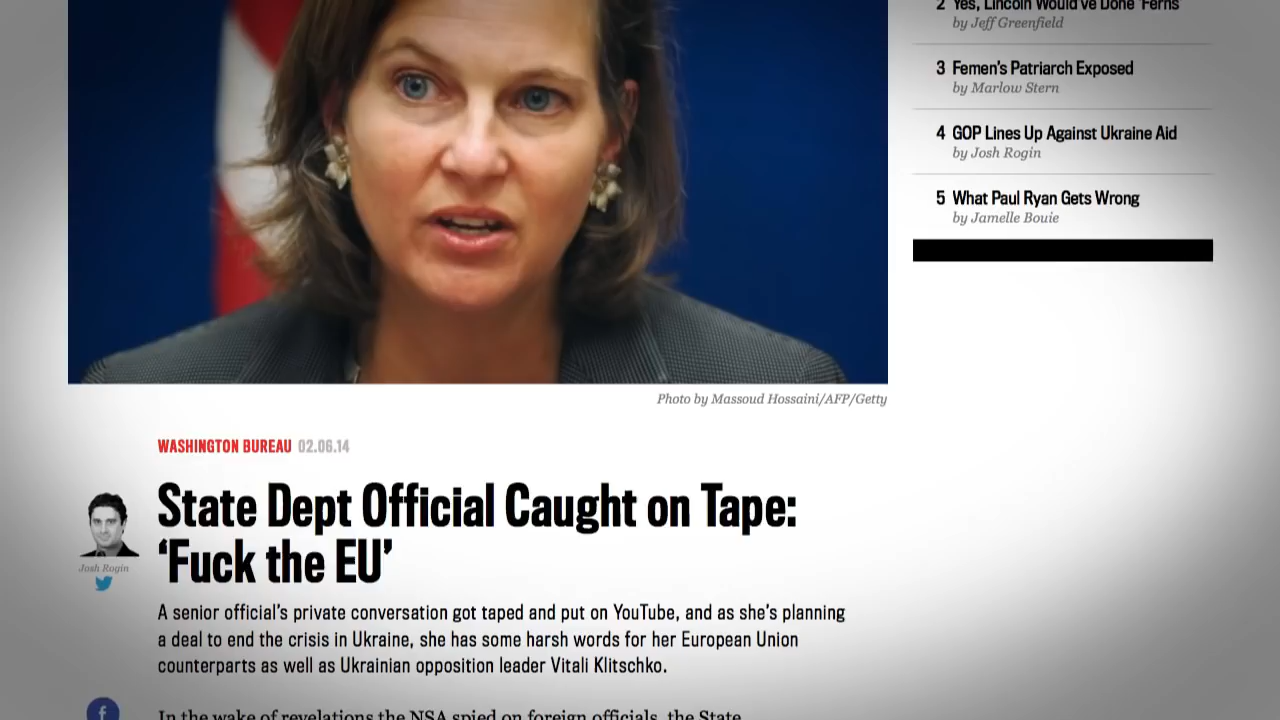 2 Yes, Lincoln Would've Done 'Ferns'
by Jeff Greenfield
3 Femen's Patriarch Exposed
by Marlow Stern
4 GOP Lines Up Against Ukraine Aid
by Josh Rogin
5 What Paul Ryan Gets Wrong
by Jamelle Bouie
Photo by Massoud Hossaini/AFP/Getty
WASHINGTON BUREAU 02.06.14
State Dept Official Caught on Tape:
‘Fuck the EU’
Josh Rogin
A senior official’s private conversation got taped and put on YouTube, and as she’s planning
a deal to end the crisis in Ukraine, she has some harsh words for her European Union
counterparts as well as Ukrainian opposition leader Vitali Klitschko.
f
In the wake of revelations the NSA spied on foreign officials, the State